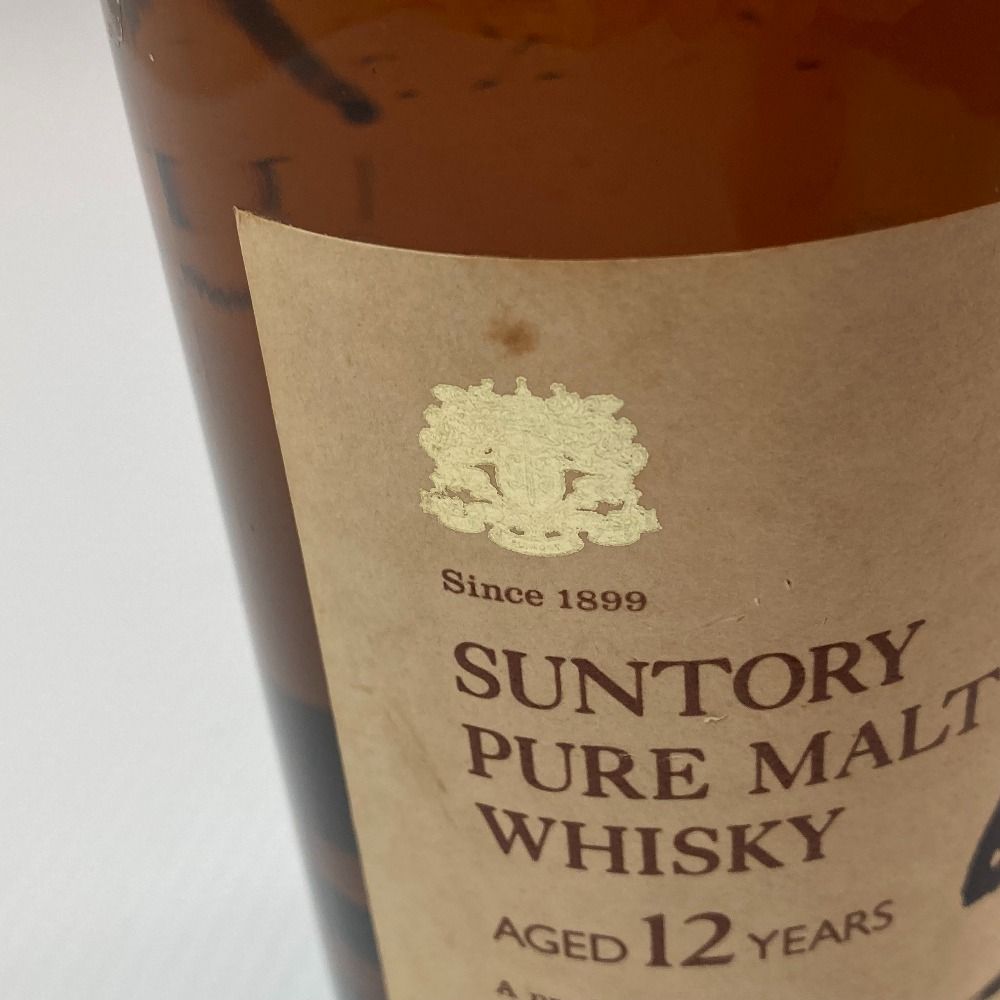 Since 1899
SUNTORY
PURE MALT
WHISKY
AGED 12 YEARS
A